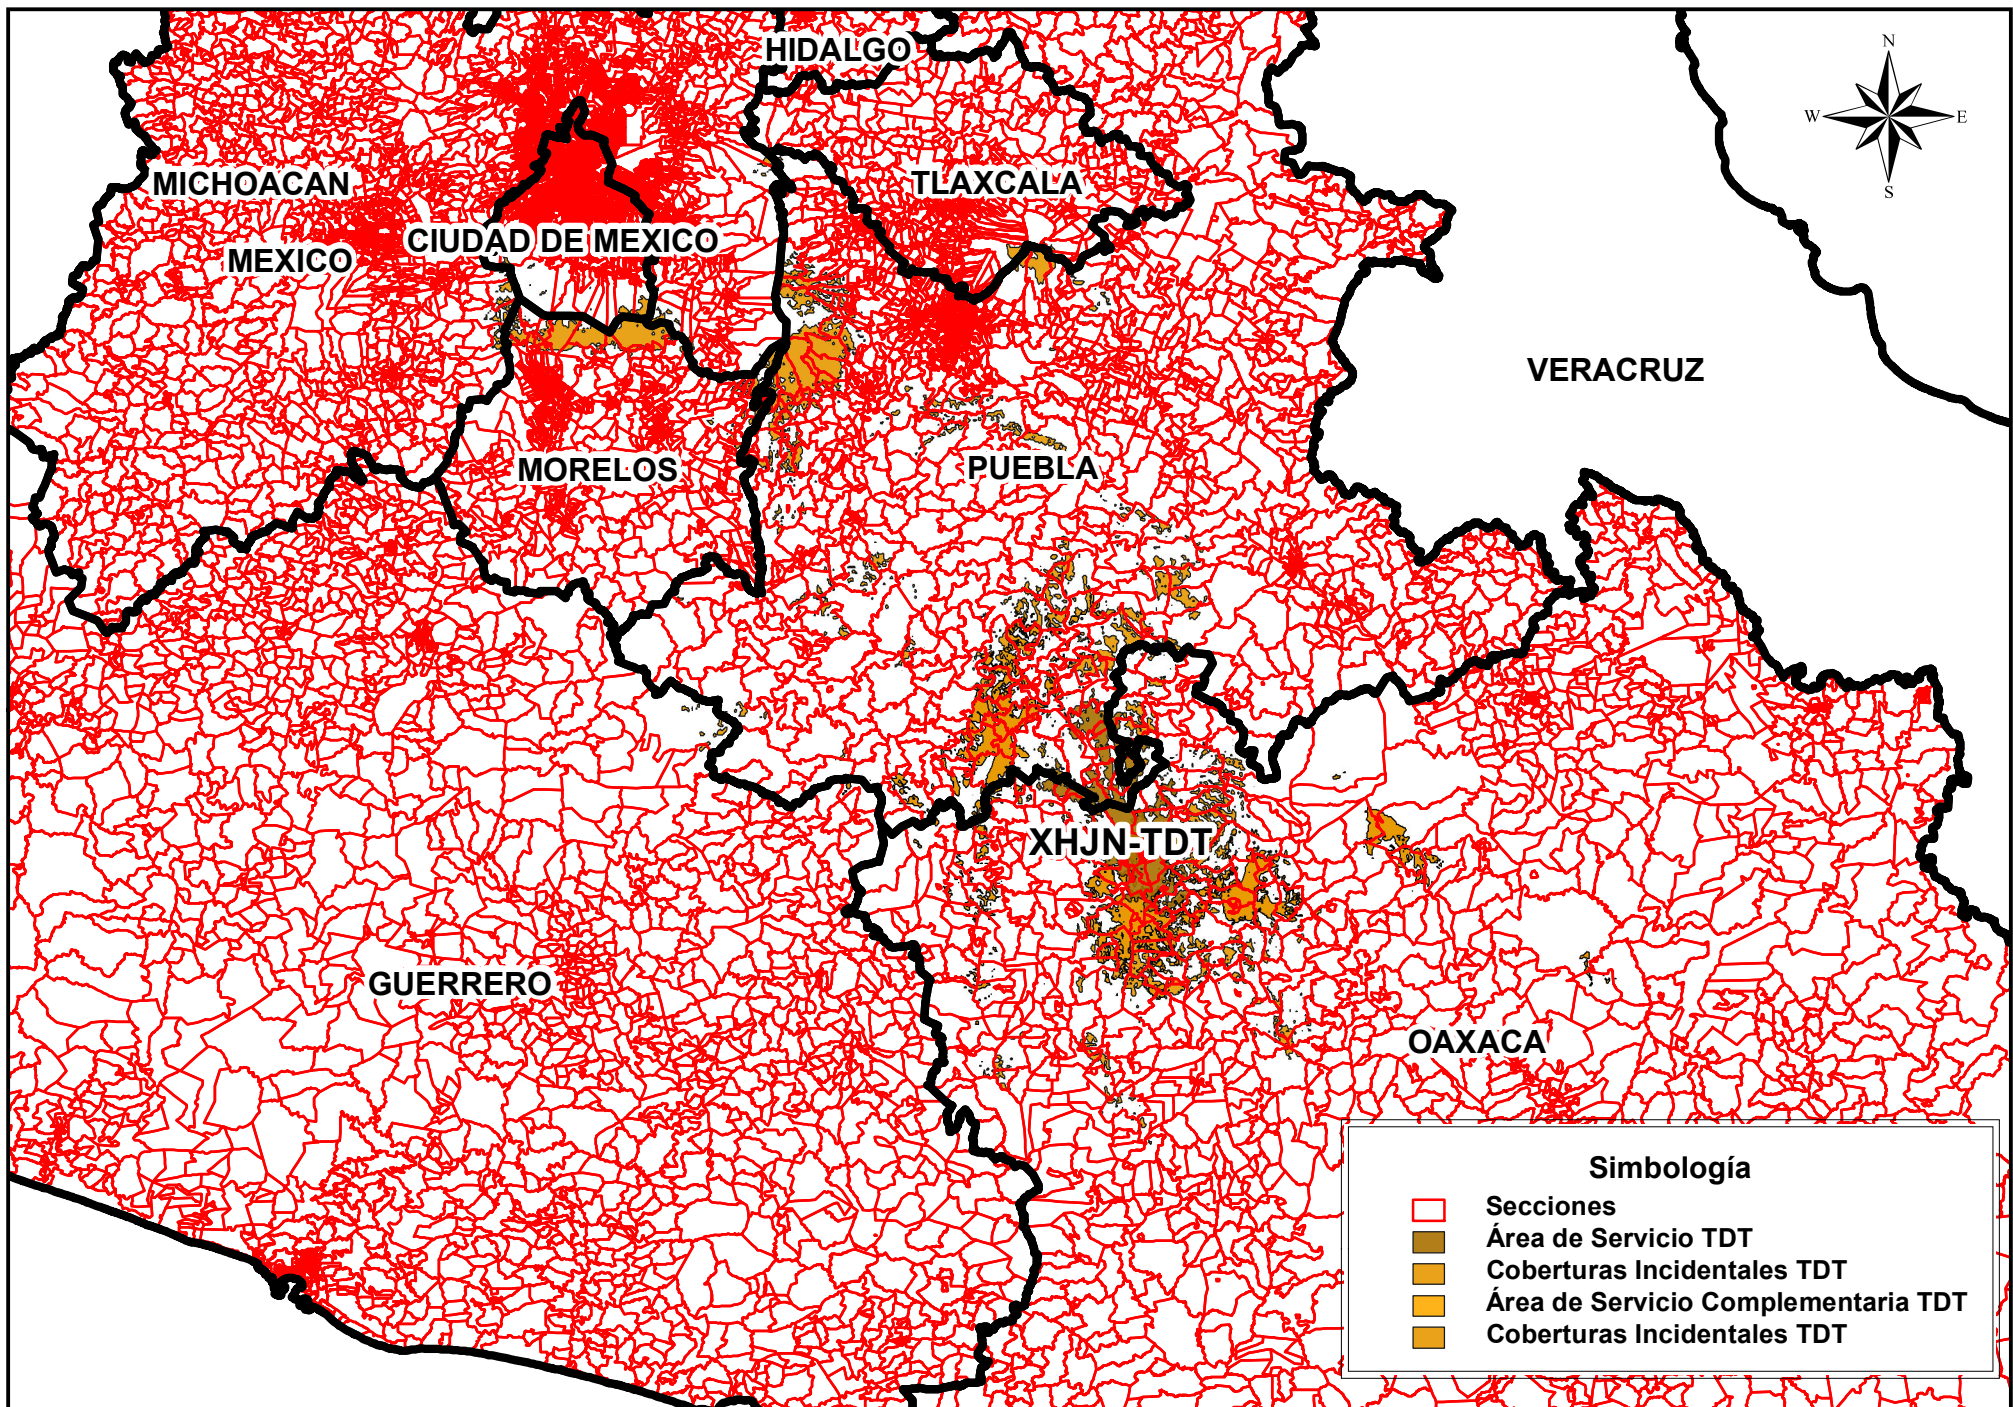 HIDALGO
N
W
E
S
MICHOACAN
TLAXCALA
CIUDAD DE MEXICO
MEXICO
VERACRUZ
MORELOS
PUEBLA
XHJN-TDT
GUERRERO
OAXACA
Simbología
Secciones
Área de Servicio TDT
Coberturas Incidentales TDT
Área de Servicio Complementaria TDT
Coberturas Incidentales TDT